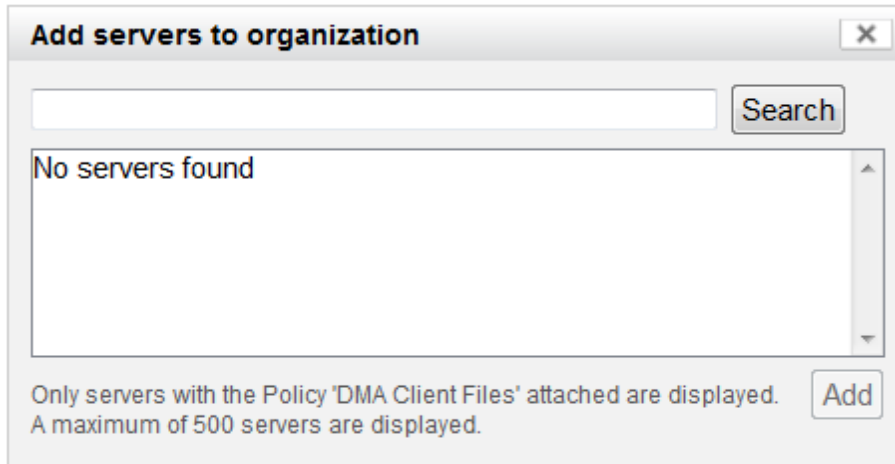 Add servers to organization
Search
No servers found
Only servers with the Policy 'DMA Client Files' attached are displayed.
A maximum of 500 servers are displayed.
Add